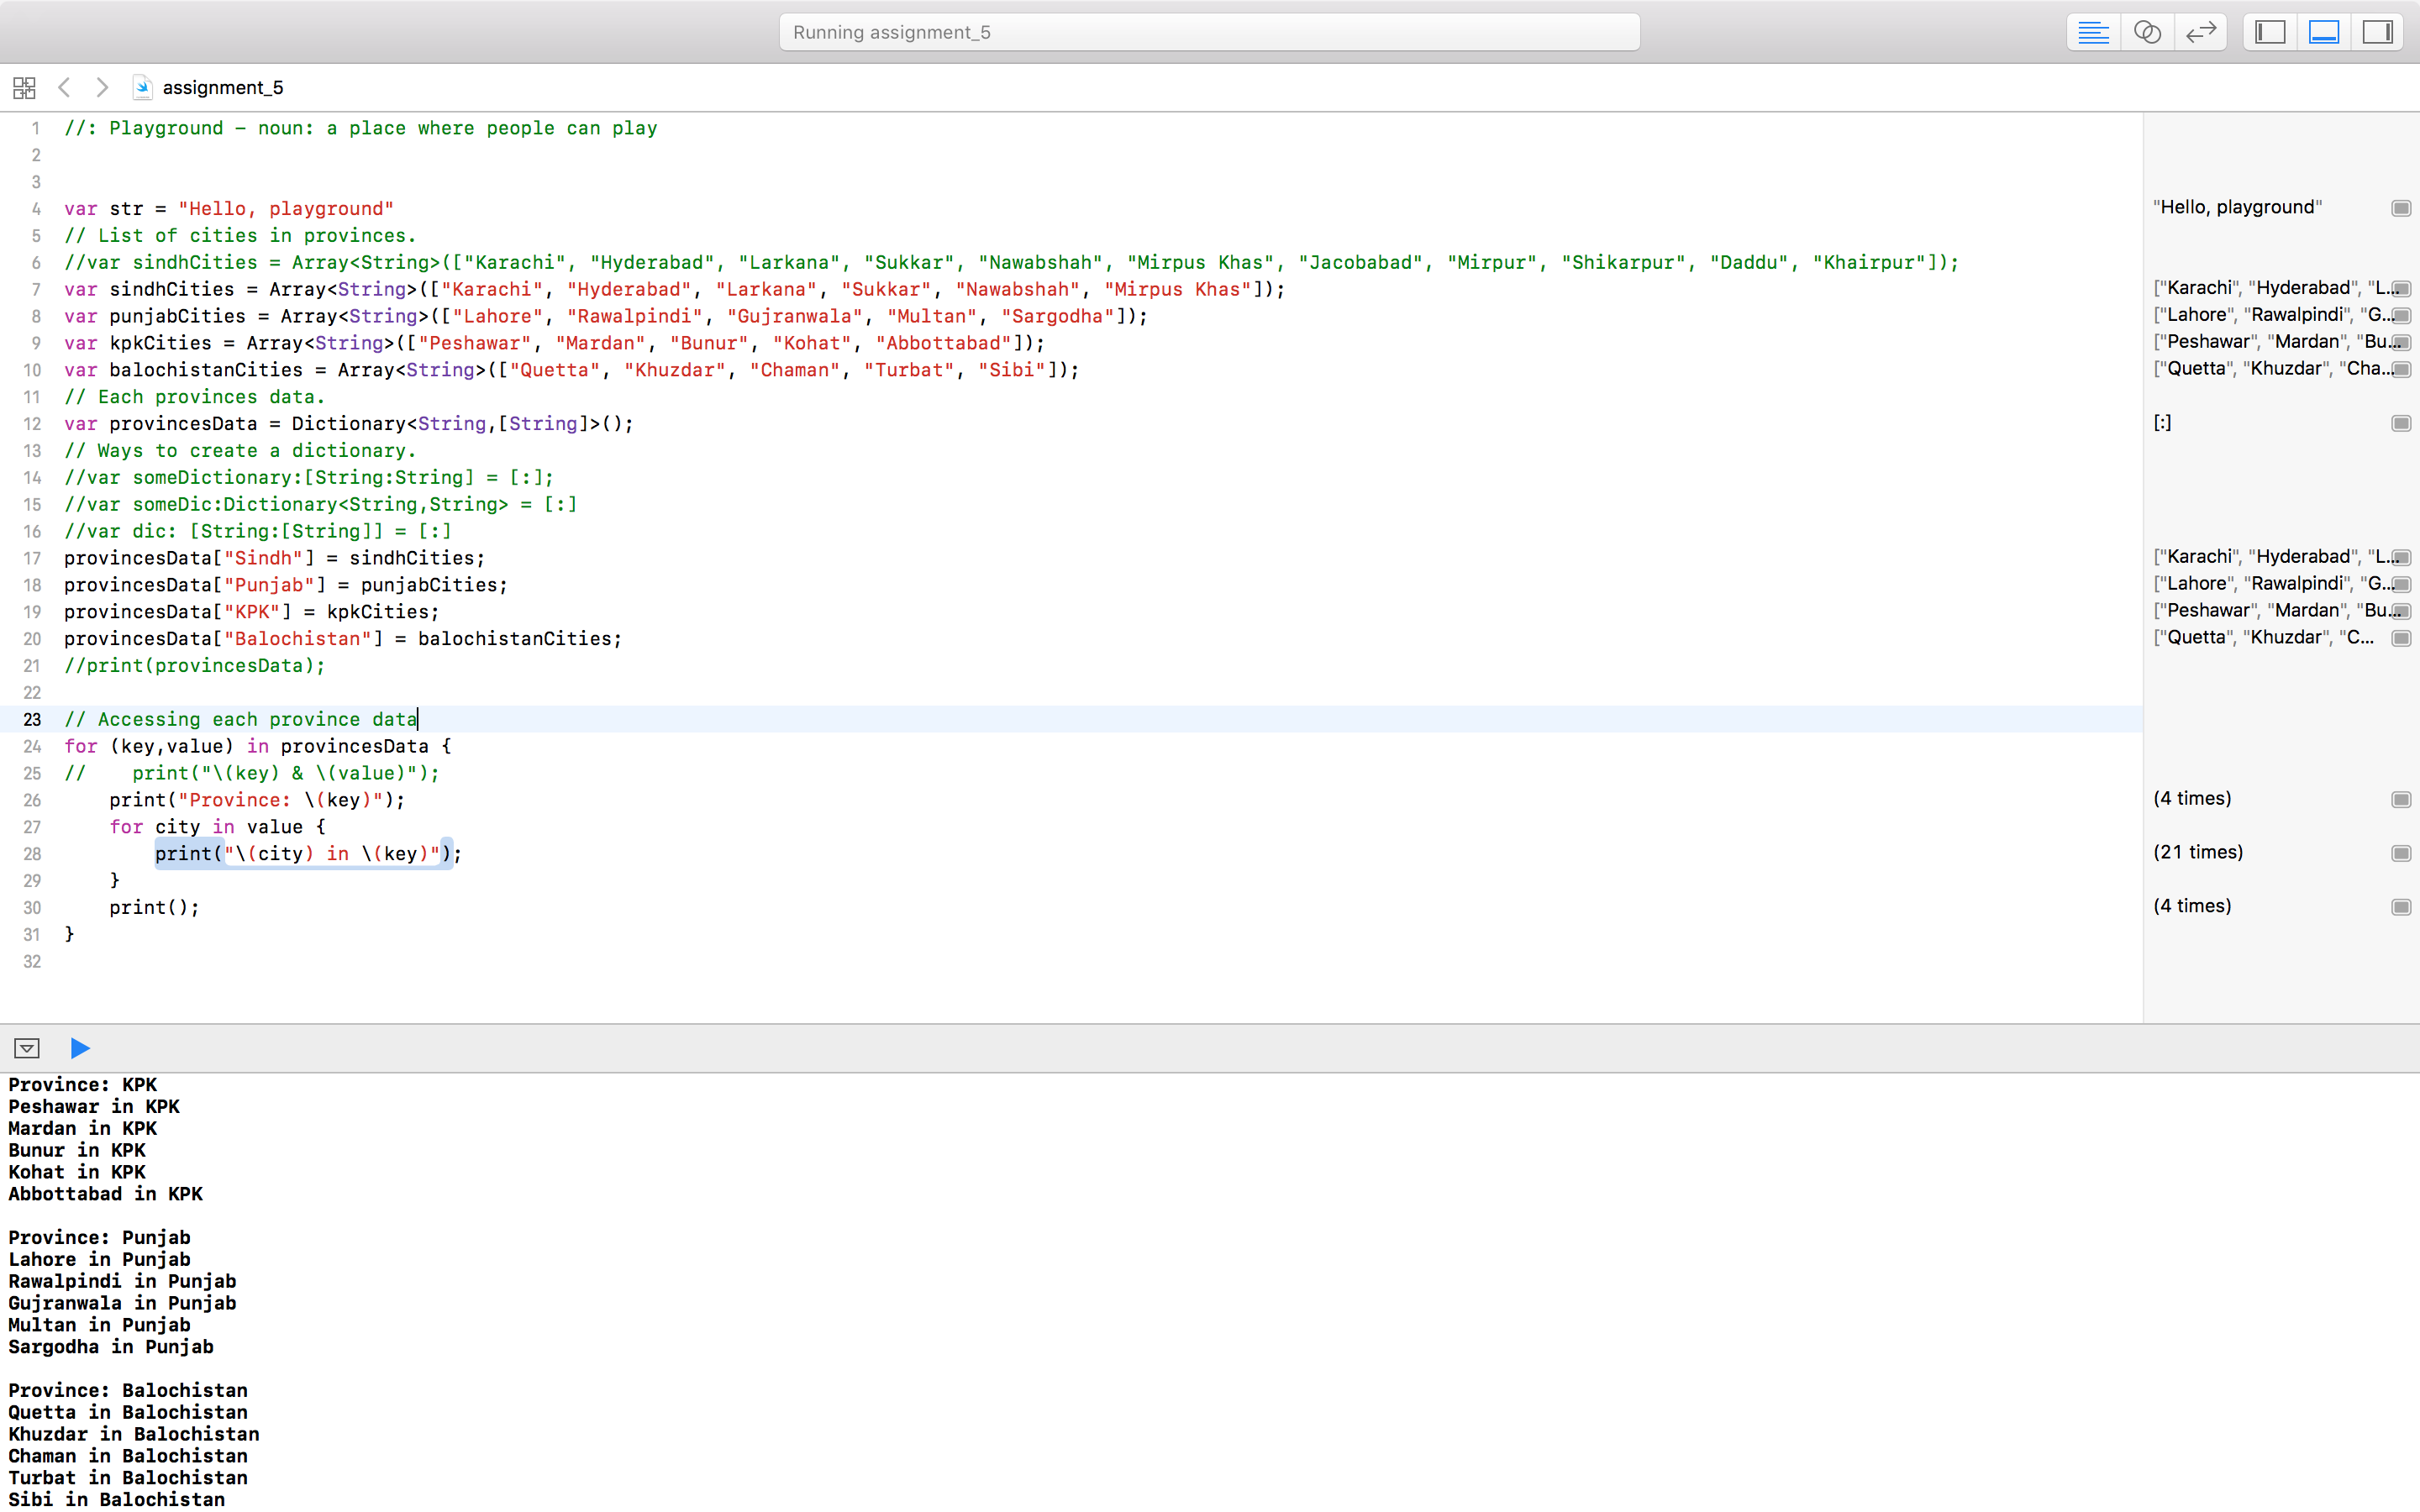 Running assignment_5
assignment_5
1 //: Playground – noun: a place where people can play
2
3
4 var str = "Hello, playground" "Hello, playground"
5 // List of cities in provinces.
6 //var sindhCities = Array<String>(["Karachi", "Hyderabad", "Larkana", "Sukkar", "Nawabshah", "Mirpus Khas", "Jacobabad", "Mirpur", "Shikarpur", "Daddu", "Khairpur"]);
7 var sindhCities = Array<String>(["Karachi", "Hyderabad", "Larkana", "Sukkar", "Nawabshah", "Mirpus Khas"]); ["Karachi", "Hyderabad", "L...
8 var punjabCities = Array<String>(["Lahore", "Rawalpindi", "Gujranwala", "Multan", "Sargodha"]); ["Lahore", "Rawalpindi", "G...
9 var kpkCities = Array<String>(["Peshawar", "Mardan", "Bunur", "Kohat", "Abbottabad"]); ["Peshawar", "Mardan", "Bu...
10 var balochistanCities = Array<String>(["Quetta", "Khuzdar", "Chaman", "Turbat", "Sibi"]); ["Quetta", "Khuzdar", "Cha...
11 // Each provinces data.
12 var provincesData = Dictionary<String,[String]>(); [:]
13 // Ways to create a dictionary.
14 //var someDictionary:[String:String] = [:];
15 //var someDic:Dictionary<String,String> = [:]
16 //var dic: [String:[String]] = [:]
17 provincesData["Sindh"] = sindhCities; ["Karachi", "Hyderabad", "L...
18 provincesData["Punjab"] = punjabCities; ["Lahore", "Rawalpindi", "G...
19 provincesData["KPK"] = kpkCities; ["Peshawar", "Mardan", "Bu...
20 provincesData["Balochistan"] = balochistanCities; ["Quetta", "Khuzdar", "C...
21 //print(provincesData);
22
23 // Accessing each province data
24 for (key,value) in provincesData {
25 //    print("\(key) & \(value)");
26     print("Province: \(key)"); (4 times)
27     for city in value {
28         print("\(city) in \(key)"); (21 times)
29     }
30     print(); (4 times)
31 }
32
Province: KPK
Peshawar in KPK
Mardan in KPK
Bunur in KPK
Kohat in KPK
Abbottabad in KPK
Province: Punjab
Lahore in Punjab
Rawalpindi in Punjab
Gujranwala in Punjab
Multan in Punjab
Sargodha in Punjab
Province: Balochistan
Quetta in Balochistan
Khuzdar in Balochistan
Chaman in Balochistan
Turbat in Balochistan
Sibi in Balochistan